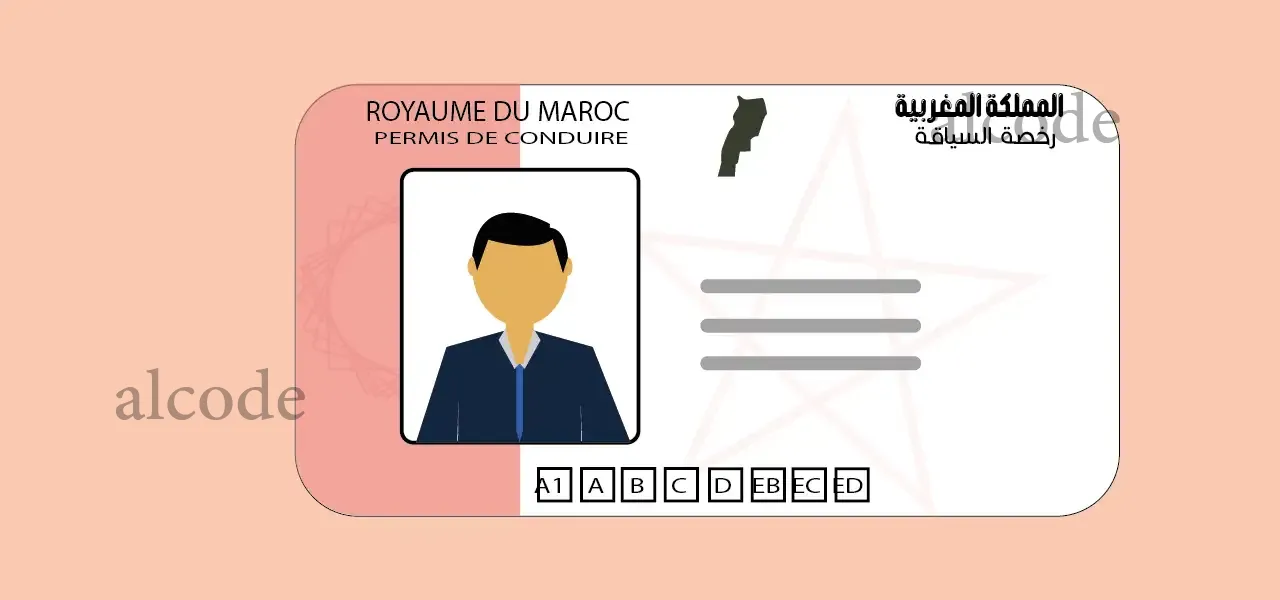 ROYAUME DU MAROC
PERMIS DE CONDUIRE
المملكة المغربية
رخصة السياقة
alcode
alcode
A1 A B C D EB EC ED